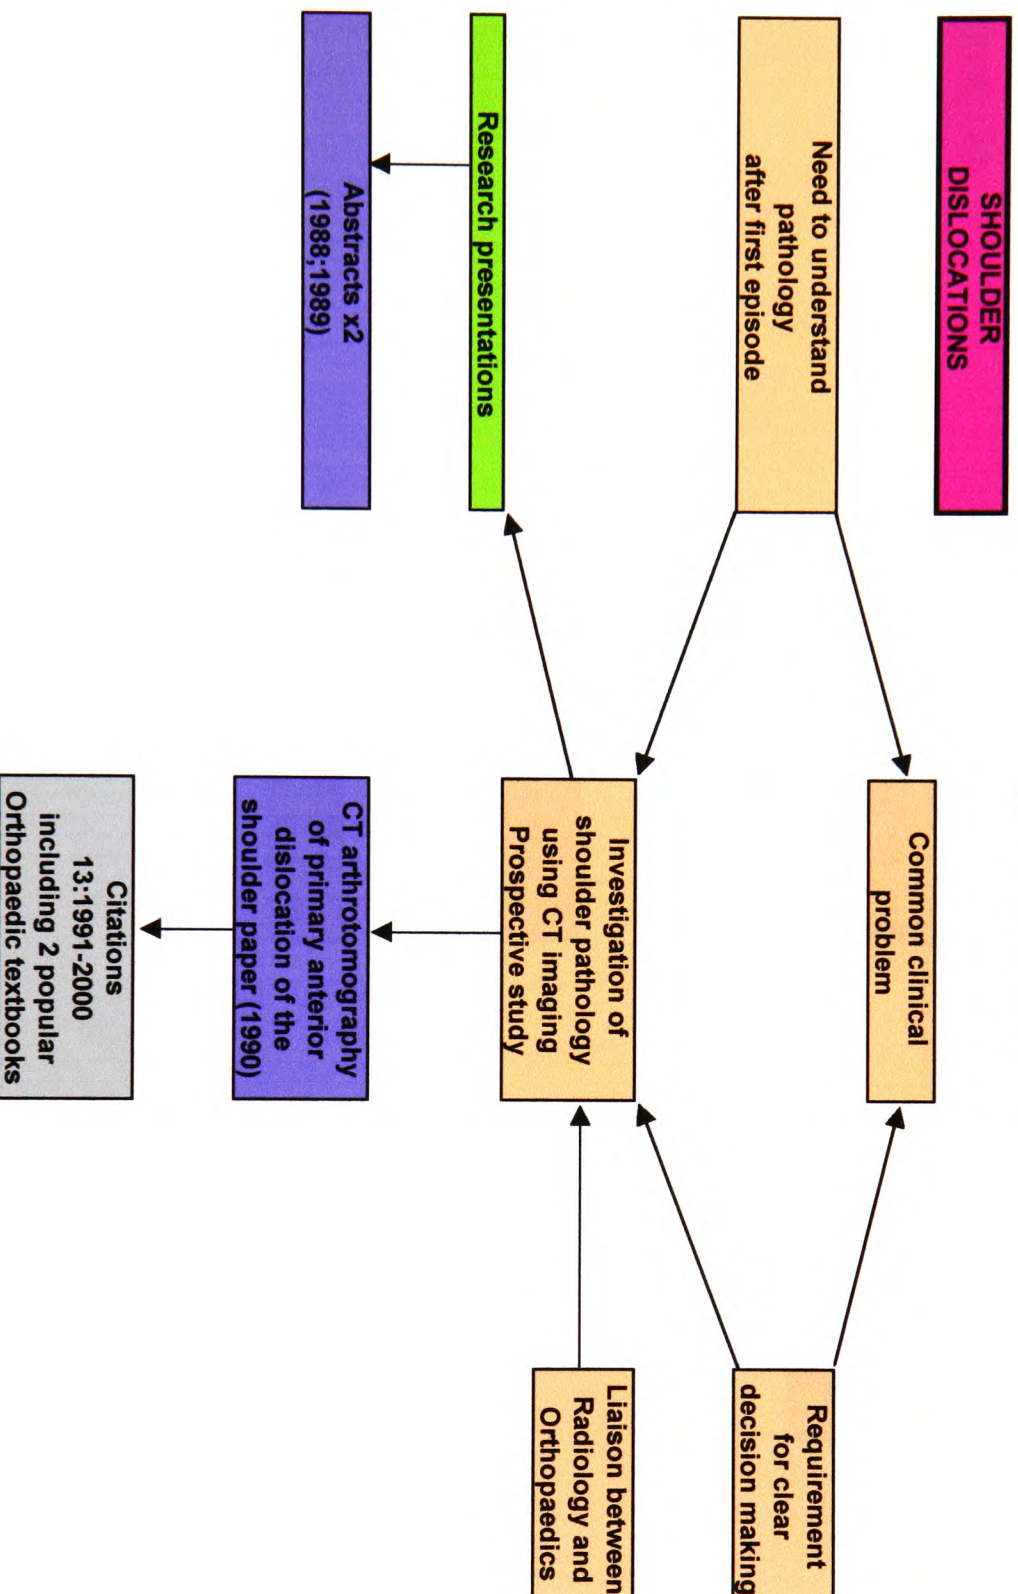 SHOULDER
DISLOCATIONS
Common clinical
problem
Need to understand
pathology
after first episode
Requirement
for clear
decision making
Investigation of
shoulder pathology
using CT imaging
Prospective study
Liaison between
Radiology and
Orthopaedics
Research presentations
CT arthrotomography
of primary anterior
dislocation of the
shoulder paper (1990)
Abstracts x2
(1988;1989)
Citations
13:1991-2000
including 2 popular
Orthopaedic textbooks